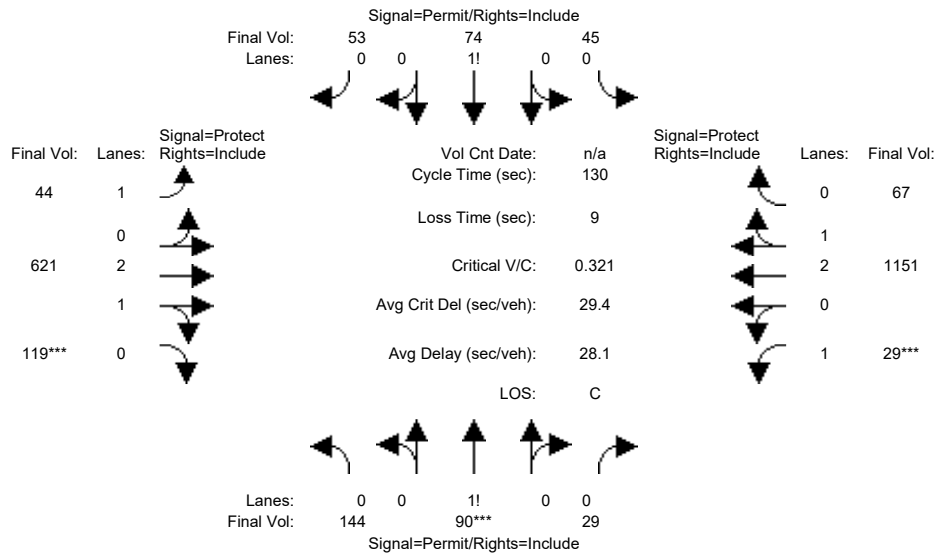 Signal=Permit/Rights=Include
Final Vol: 53 74 45
Lanes: 0 0 1! 0 0
Signal=Protect Signal=Protect
Final Vol: Lanes: Rights=Include Vol Cnt Date: n/a Rights=Include Lanes: Final Vol:
Cycle Time (sec): 130
44 1 0 67
Loss Time (sec): 9
0 1
621 2 Critical V/C: 0.321 2 1151
1 Avg Crit Del (sec/veh): 29.4 0
119*** 0 Avg Delay (sec/veh): 28.1 1 29***
LOS: C
Lanes: 0 0 1! 0 0
Final Vol: 144 90*** 29
Signal=Permit/Rights=Include